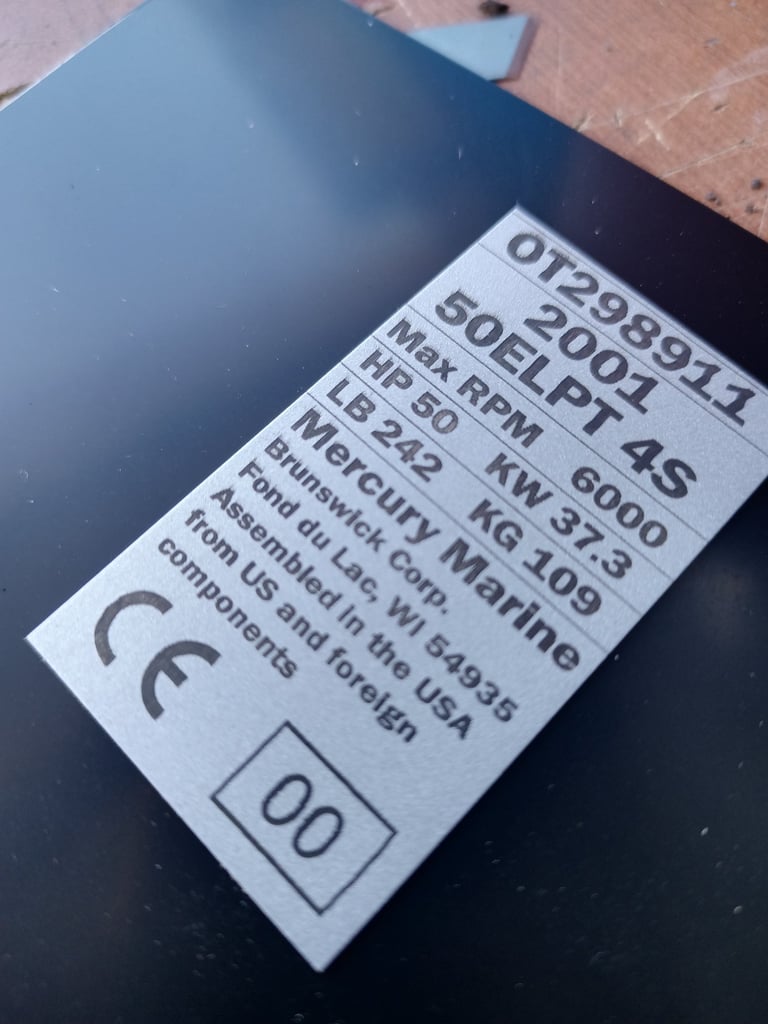 0T298911
2001
50ELPT 4S
Max RPM 6000
HP 50 KW 37.3
LB 242 KG 109
Mercury Marine
Brunswick Corp.
Fond du Lac, WI 54935
Assembled in the USA
from US and foreign
components
CE
00